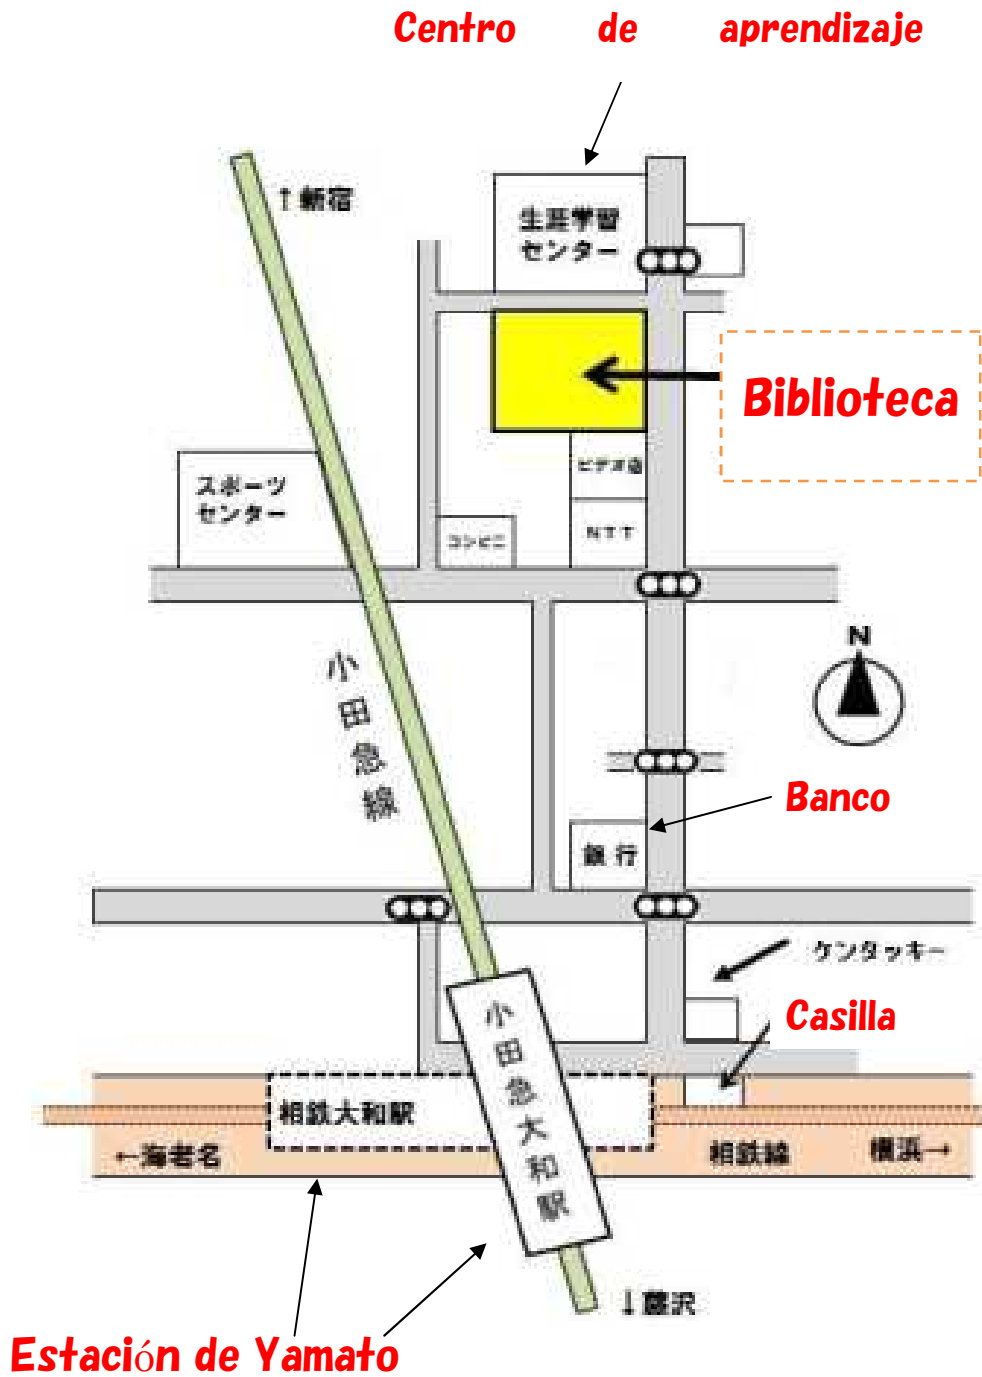 Centro de aprendizaje
↑新宿
生涯学習
センター
Biblioteca
ビデオ店
スポーツ
センター
NTT
コンビニ
N
小田急線
Banco
銀行
ケンタッキー
Casilla
小田急大和駅
相鉄大和駅
←海老名
相鉄線
横浜→
↓藤沢
Estación de Yamato